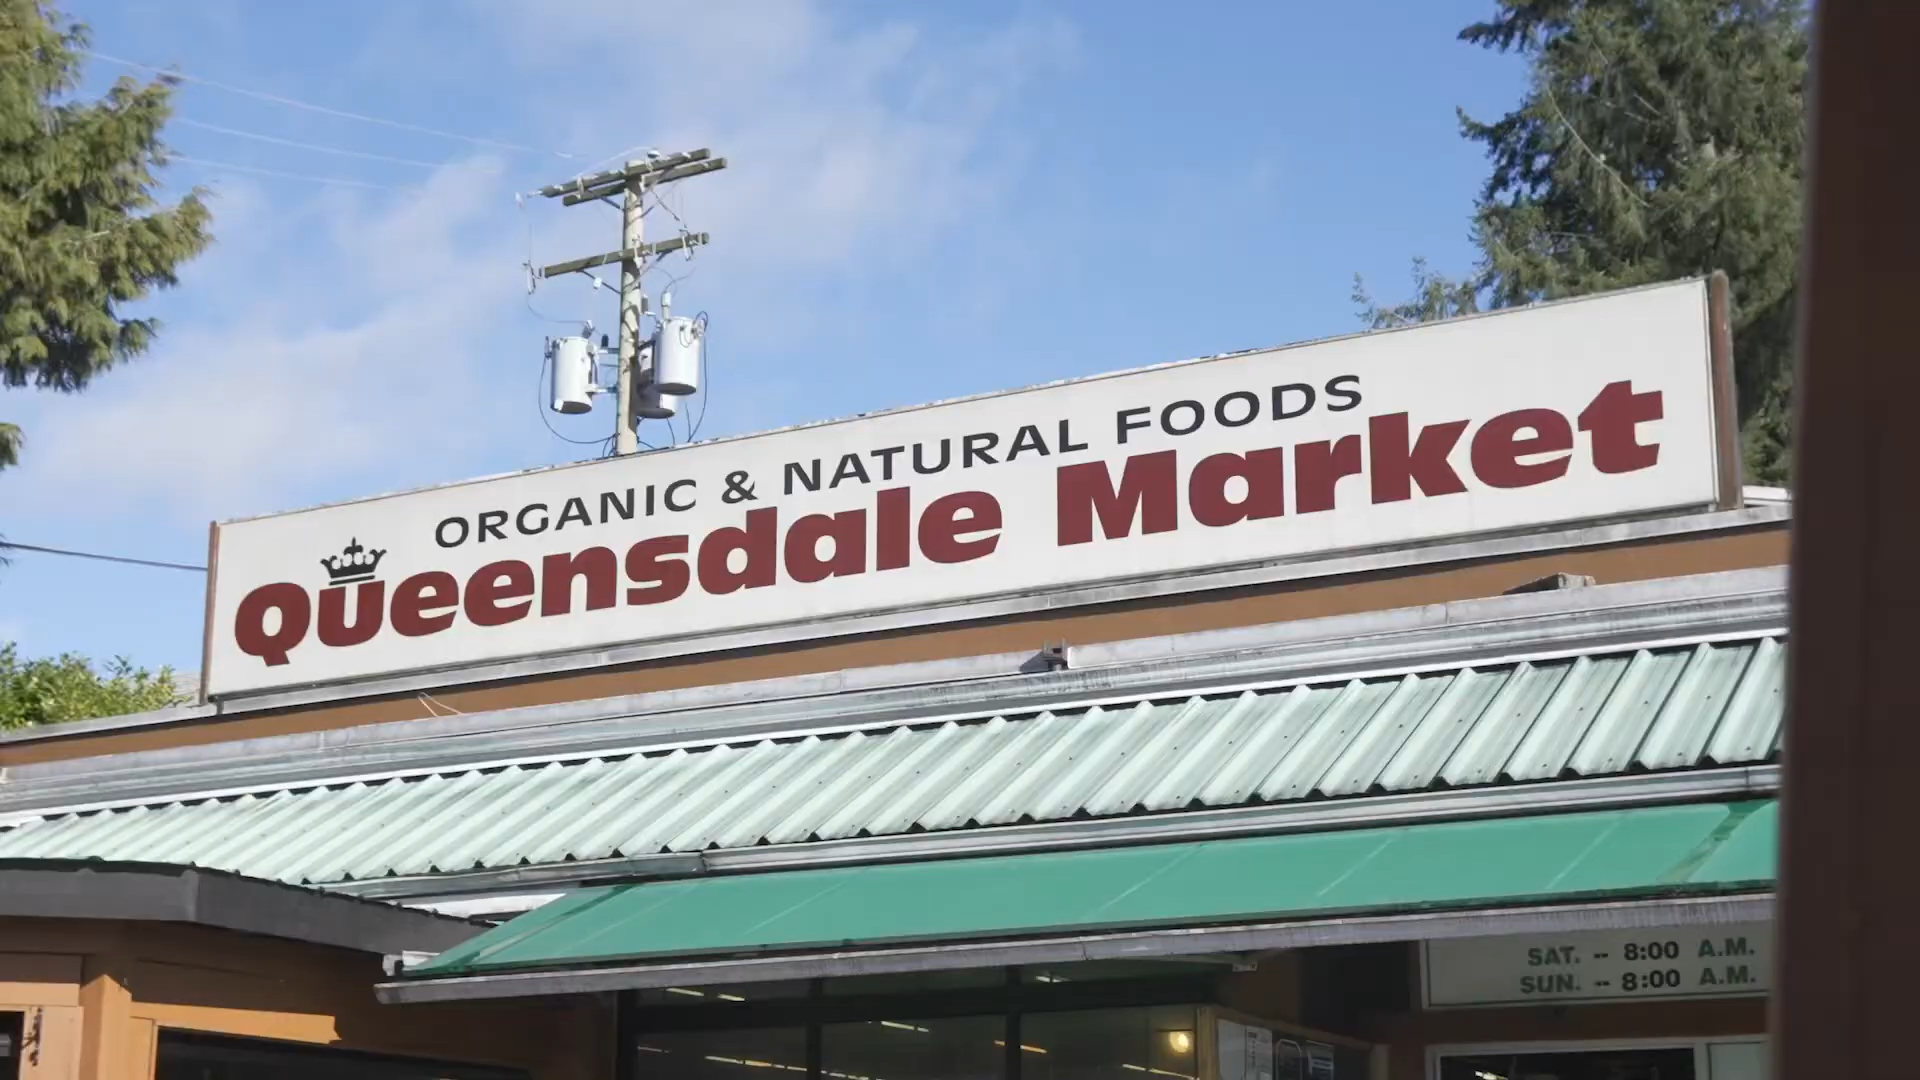 ORGANIC & NATURAL FOODS
Queensdale Market
SAT. -- 8:00 A.M.
SUN. -- 8:00 A.M.